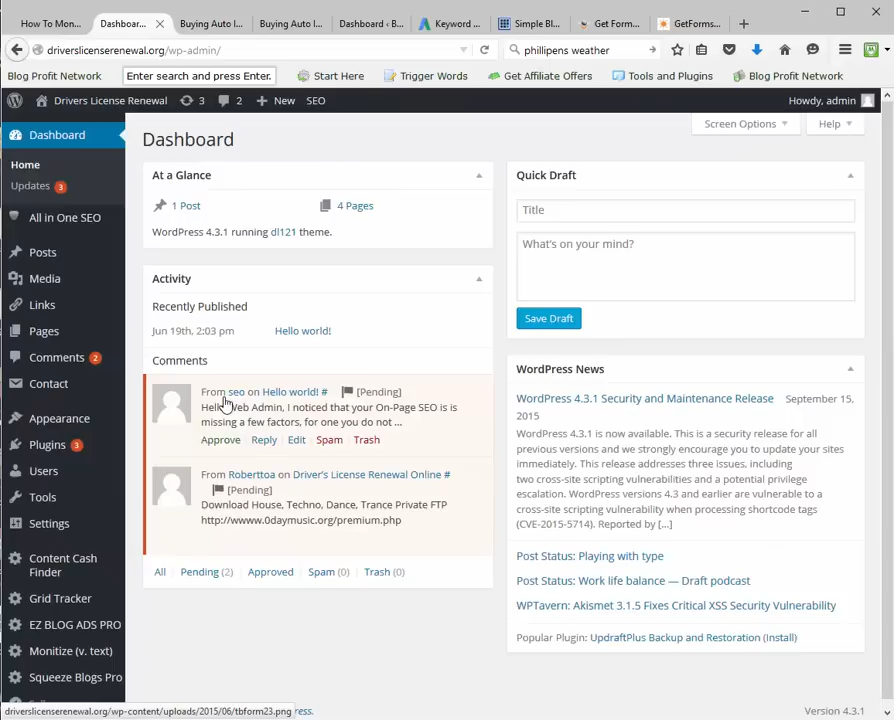 How To Mon...
Dashboar...
Buying Auto I...
Buying Auto I...
Dashboard ‹ B...
Keyword ...
Simple Bl...
Get Form...
GetForms...
driverslicenserenewal.org/wp-admin/
phillipens weather
Blog Profit Network
Enter search and press Enter.
Start Here
Trigger Words
Get Affiliate Offers
Tools and Plugins
Blog Profit Network
Drivers License Renewal
3
2
New
SEO
Howdy, admin
Dashboard
Home
Updates 3
All in One SEO
Posts
Media
Links
Pages
Comments 2
Contact
Appearance
Plugins 3
Users
Tools
Settings
Content Cash
Finder
Grid Tracker
EZ BLOG ADS PRO
Monitize (v. text)
Squeeze Blogs Pro
Screen Options
Help
Dashboard
At a Glance
1 Post
4 Pages
WordPress 4.3.1 running dl121 theme.
Activity
Recently Published
Jun 19th, 2:03 pm Hello world!
Comments
From seo on Hello world! # [Pending]
Hello Web Admin, I noticed that your On-Page SEO is is
missing a few factors, for one you do not ...
Approve Reply Edit Spam Trash
From Roberttoa on Driver's License Renewal Online #
[Pending]
Download House, Techno, Dance, Trance Private FTP
http://wwww.0daymusic.org/premium.php
All Pending (2) Approved Spam (0) Trash (0)
Quick Draft
Title
What's on your mind?
Save Draft
WordPress News
WordPress 4.3.1 Security and Maintenance Release September 15,
2015
WordPress 4.3.1 is now available. This is a security release for all
previous versions and we strongly encourage you to update your sites
immediately. This release addresses three issues, including
two cross-site scripting vulnerabilities and a potential privilege
escalation. WordPress versions 4.3 and earlier are vulnerable to a
cross-site scripting vulnerability when processing shortcode tags
(CVE-2015-5714). Reported by [...]
Post Status: Playing with type
Post Status: Work life balance — Draft podcast
WPTavern: Akismet 3.1.5 Fixes Critical XSS Security Vulnerability
Popular Plugin: UpdraftPlus Backup and Restoration (Install)
driverslicenserenewal.org/wp-content/uploads/2015/06/tbform23.png
ress.
Version 4.3.1